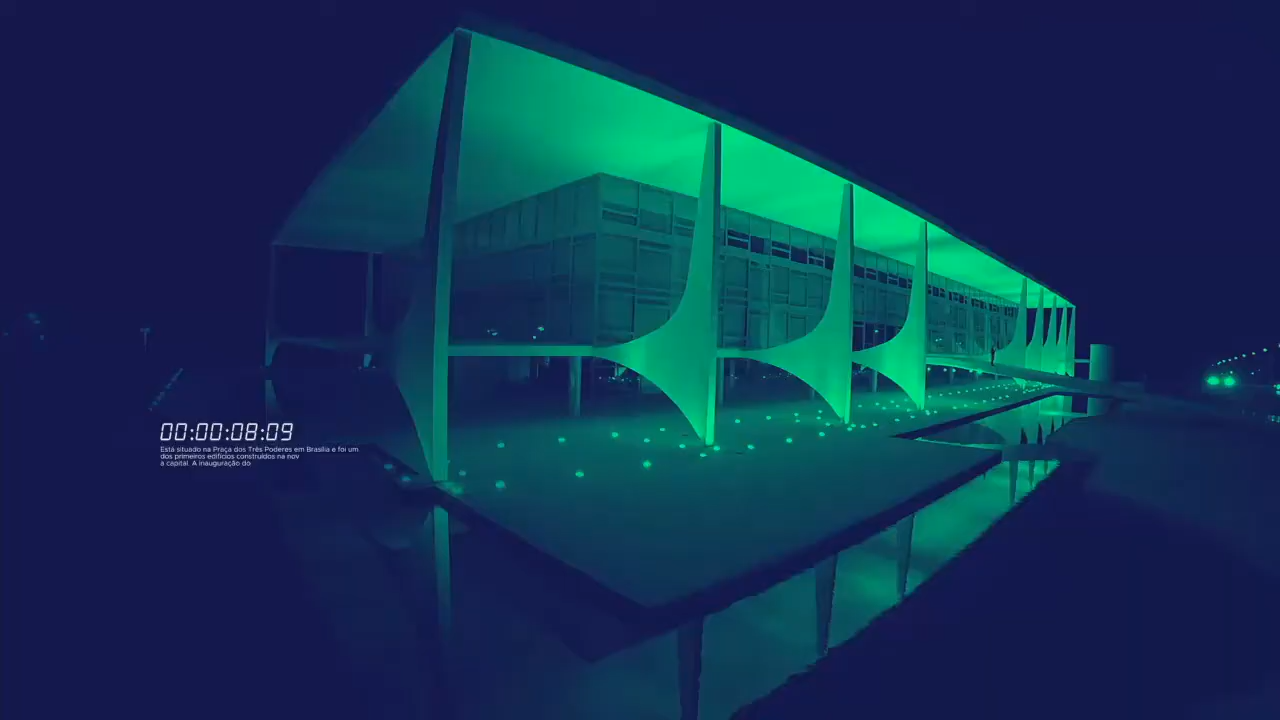 00:00:08:09
Está situado na Praça dos Três Poderes em Brasília e foi um
dos primeiros edifícios construídos na nov
a capital. A inauguração do